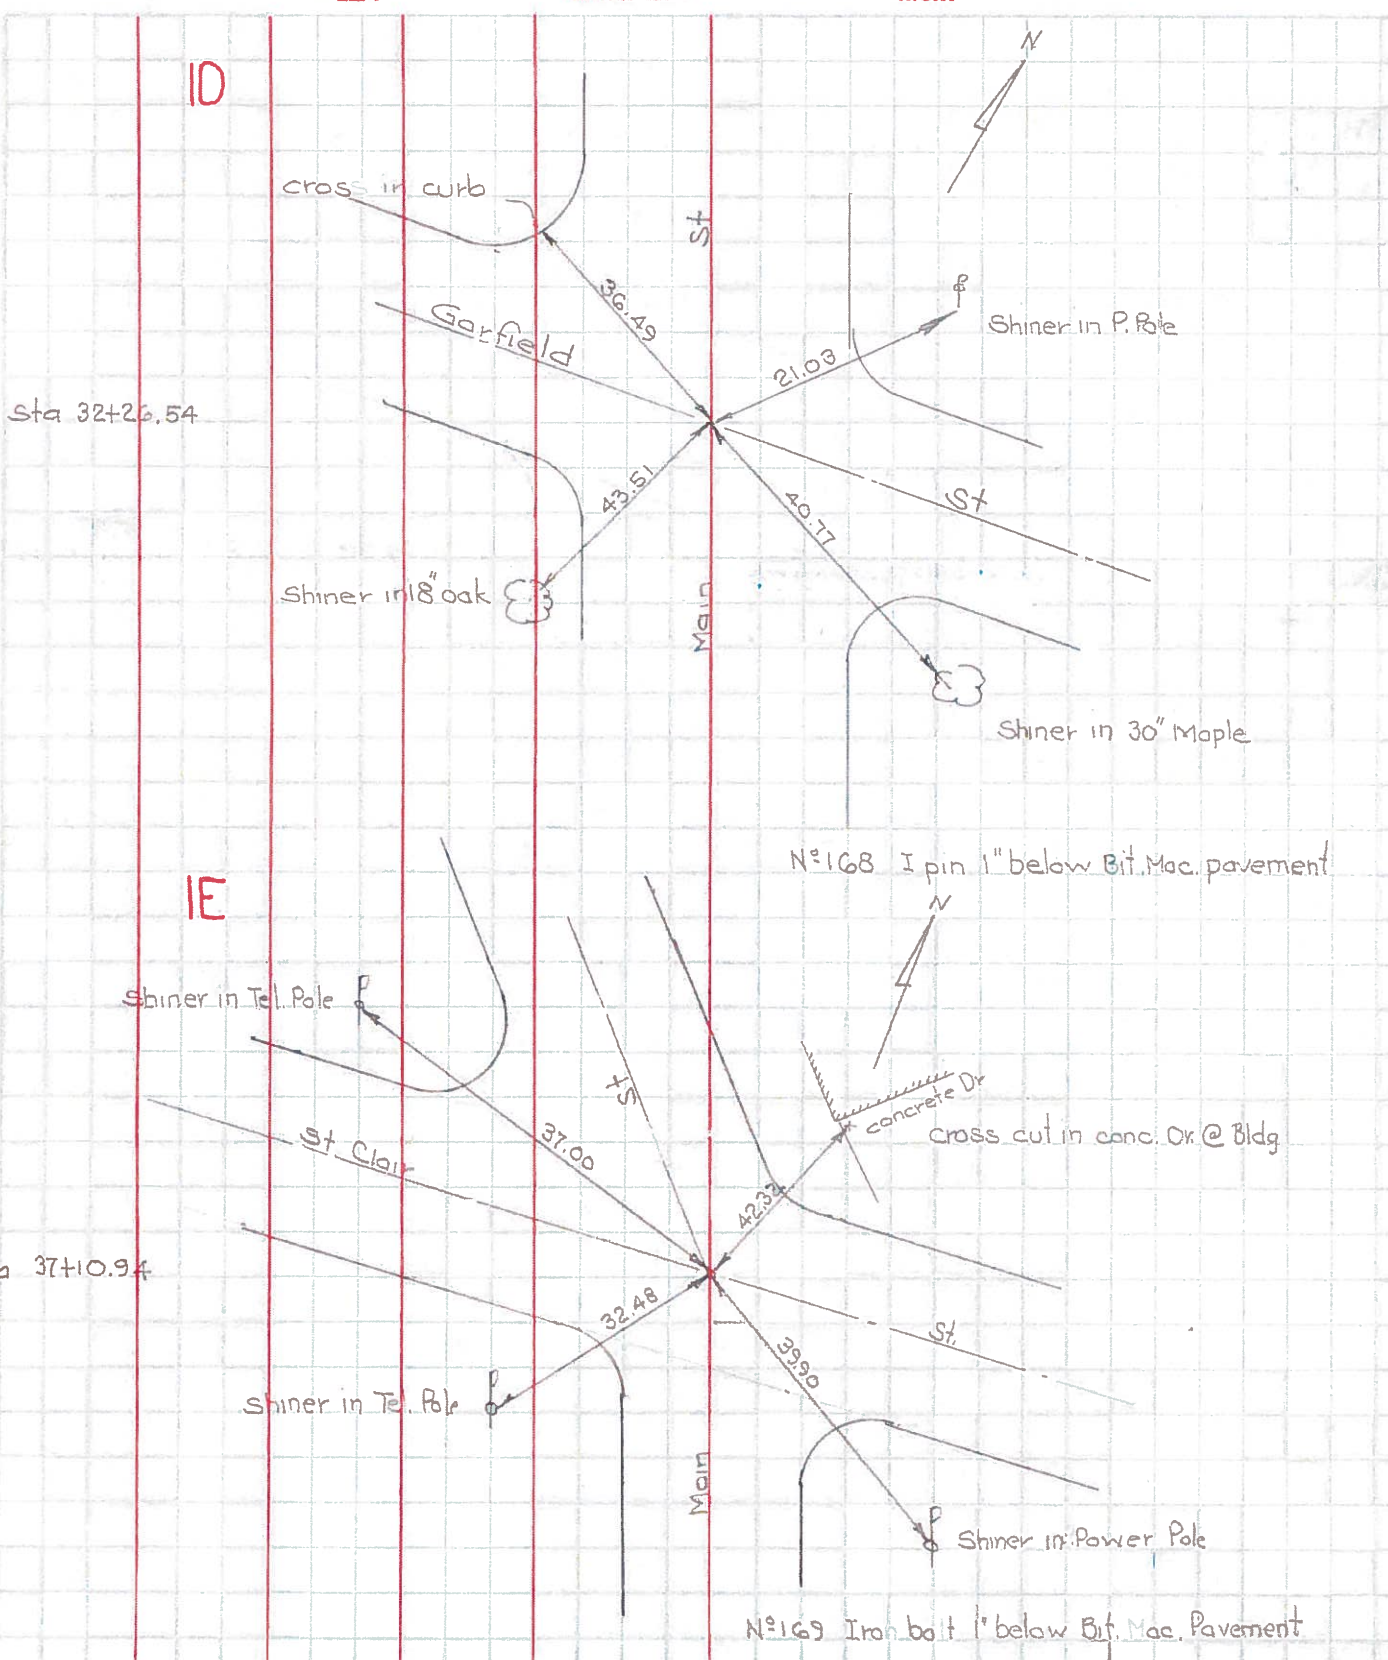 1D
N
cross in curb
St
36.49
Garfield
Shiner in P. Pole
21.03
Sta 32+26.54
43.51
40.77
St
Shiner in 18" oak
Main
Shiner in 30" Maple
Nº168 I pin 1" below Bit. Mac. pavement
1E
N
Shiner in Tel. Pole
St
concrete Dr
cross cut in conc. Dr. @ Bldg
37.00
St. Clair
42.32
37+10.94
32.48
St.
39.90
Shiner in Tel. Pole
Main
Shiner in Power Pole
Nº169 Iron bolt 1" below Bit. Mac. Pavement